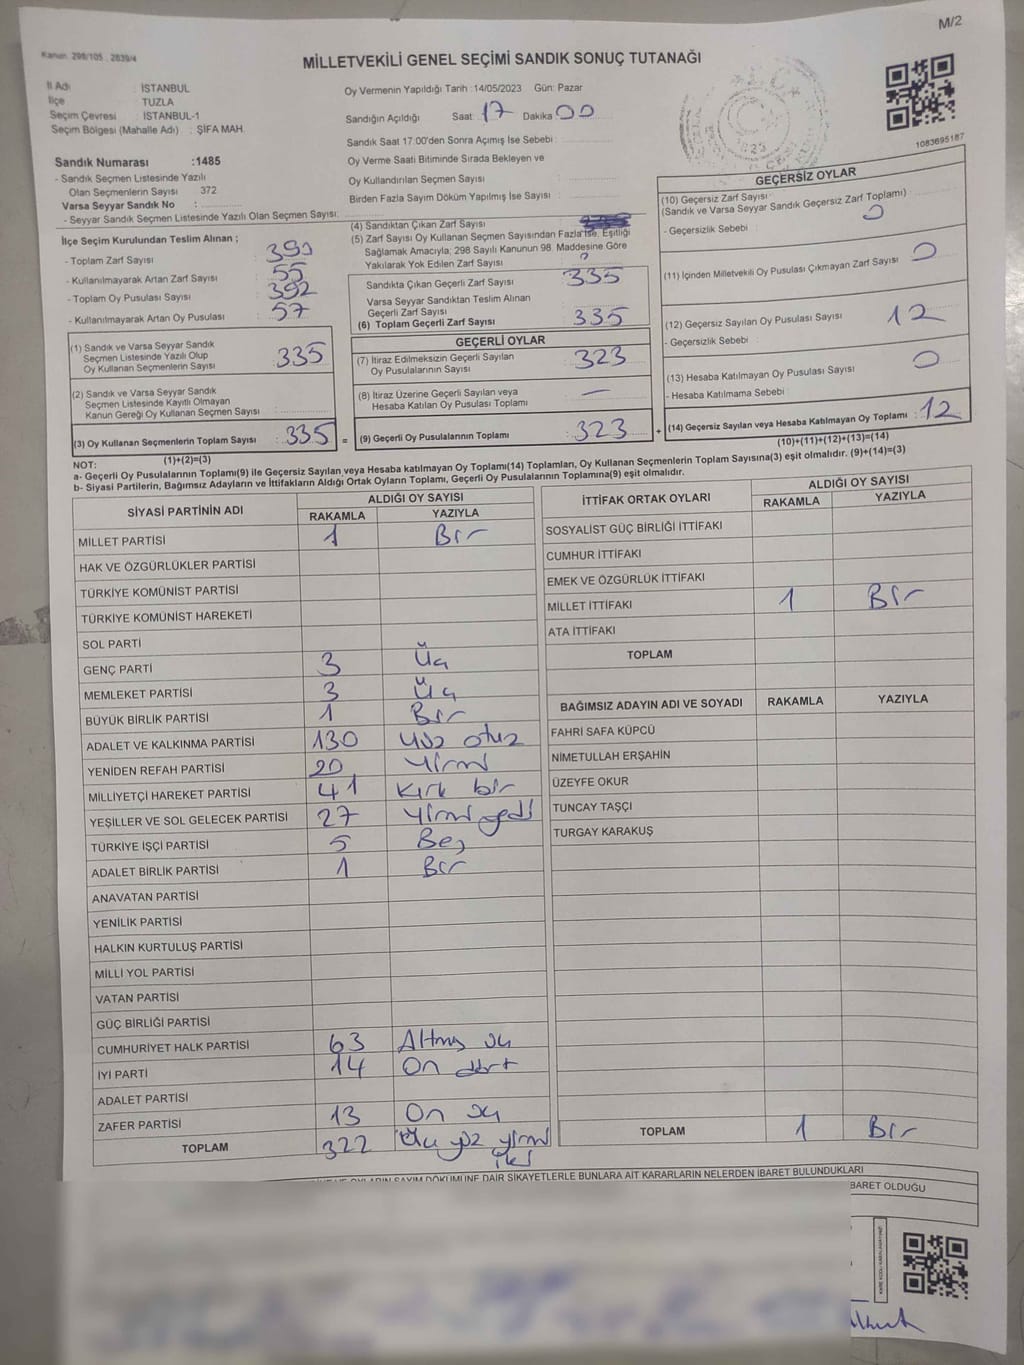 M/2
Kanun: 298/105, 2839/4
MİLLETVEKİLİ GENEL SEÇİMİ SANDIK SONUÇ TUTANAĞI
İl Adı : İSTANBUL
İlçe TUZLA
Seçim Çevresi : İSTANBUL-1
Seçim Bölgesi (Mahalle Adı) : ŞİFA MAH.
Sandık Numarası :1485
- Sandık Seçmen Listesinde Yazılı
Olan Seçmenlerin Sayısı 372
Varsa Seyyar Sandık No :
- Seyyar Sandık Seçmen Listesinde Yazılı Olan Seçmen Sayısı:
Oy Vermenin Yapıldığı Tarih :14/05/2023 Gün: Pazar
Sandığın Açıldığı Saat : 17 Dakika 00
Sandık Saat 17:00'den Sonra Açımış İse Sebebi :
Oy Verme Saati Bitiminde Sırada Bekleyen ve
Oy Kullandırılan Seçmen Sayısı :
Birden Fazla Sayım Döküm Yapılmış İse Sayısı :
1083695187
İlçe Seçim Kurulundan Teslim Alınan ;
- Toplam Zarf Sayısı : 390
- Kullanılmayarak Artan Zarf Sayısı : 55
- Toplam Oy Pusulası Sayısı : 392
- Kullanılmayarak Artan Oy Pusulası : 57
(4) Sandıktan Çıkan Zarf Sayısı :
(5) Zarf Sayısı Oy Kullanan Seçmen Sayısından Fazla İse, Eşitliği
Sağlamak Amacıyla; 298 Sayılı Kanunun 98. Maddesine Göre
Yakılarak Yok Edilen Zarf Sayısı :
Sandıkta Çıkan Geçerli Zarf Sayısı : 335
Varsa Seyyar Sandıktan Teslim Alınan
Geçerli Zarf Sayısı :
(6) Toplam Geçerli Zarf Sayısı : 335
GEÇERSİZ OYLAR
(10) Geçersiz Zarf Sayısı :
(Sandık ve Varsa Seyyar Sandık Geçersiz Zarf Toplamı) 0
- Geçersizlik Sebebi :
(11) İçinden Milletvekili Oy Pusulası Çıkmayan Zarf Sayısı : 0
(12) Geçersiz Sayılan Oy Pusulası Sayısı : 12
- Geçersizlik Sebebi :
(13) Hesaba Katılmayan Oy Pusulası Sayısı : 0
- Hesaba Katılmama Sebebi :
(14) Geçersiz Sayılan veya Hesaba Katılmayan Oy Toplamı : 12
(10)+(11)+(12)+(13)=(14)
(1) Sandık ve Varsa Seyyar Sandık
Seçmen Listesinde Yazılı Olup
Oy Kullanan Seçmenlerin Sayısı : 335
(2) Sandık ve Varsa Seyyar Sandık
Seçmen Listesinde Kayıtlı Olmayan
Kanun Gereği Oy Kullanan Seçmen Sayısı :
(3) Oy Kullanan Seçmenlerin Toplam Sayısı : 335 =
(1)+(2)=(3)
GEÇERLİ OYLAR
(7) İtiraz Edilmeksizin Geçerli Sayılan
Oy Pusulalarının Sayısı : 323
(8) İtiraz Üzerine Geçerli Sayılan veya
Hesaba Katılan Oy Pusulaları Toplamı : —
(9) Geçerli Oy Pusulalarının Toplamı : 323 +
NOT:
a- Geçerli Oy Pusulalarının Toplamı(9) ile Geçersiz Sayılan veya Hesaba katılmayan Oy Toplamı(14) Toplamları, Oy Kullanan Seçmenlerin Toplam Sayısına(3) eşit olmalıdır. (9)+(14)=(3)
b- Siyasi Partilerin, Bağımsız Adayların ve İttifakların Aldığı Ortak Oyların Toplamı, Geçerli Oy Pusulalarının Toplamına(9) eşit olmalıdır.
SİYASİ PARTİNİN ADI ALDIĞI OY SAYISI
RAKAMLA YAZIYLA
MİLLET PARTİSİ 1 Bir
HAK VE ÖZGÜRLÜKLER PARTİSİ
TÜRKİYE KOMÜNİST PARTİSİ
TÜRKİYE KOMÜNİST HAREKETİ
SOL PARTİ
GENÇ PARTİ 3 Üç
MEMLEKET PARTİSİ 3 Üç
BÜYÜK BİRLİK PARTİSİ 1 Bir
ADALET VE KALKINMA PARTİSİ 130 Yüz otuz
YENİDEN REFAH PARTİSİ 20 Yirmi
MİLLİYETÇİ HAREKET PARTİSİ 41 Kırk bir
YEŞİLLER VE SOL GELECEK PARTİSİ 27 Yirmi yedi
TÜRKİYE İŞÇİ PARTİSİ 5 Beş
ADALET BİRLİK PARTİSİ 1 Bir
ANAVATAN PARTİSİ
YENİLİK PARTİSİ
HALKIN KURTULUŞ PARTİSİ
MİLLİ YOL PARTİSİ
VATAN PARTİSİ
GÜÇ BİRLİĞİ PARTİSİ
CUMHURİYET HALK PARTİSİ 63 Altmış üç
İYİ PARTİ 14 On dört
ADALET PARTİSİ
ZAFER PARTİSİ 13 On üç
TOPLAM 322 Üç yüz yirmi
iki
İTTİFAK ORTAK OYLARI ALDIĞI OY SAYISI
RAKAMLA YAZIYLA
SOSYALİST GÜÇ BİRLİĞİ İTTİFAKI
CUMHUR İTTİFAKI
EMEK VE ÖZGÜRLÜK İTTİFAKI
MİLLET İTTİFAKI 1 Bir
ATA İTTİFAKI
TOPLAM
BAĞIMSIZ ADAYIN ADI VE SOYADI RAKAMLA YAZIYLA
FAHRİ SAFA KÜPCÜ
NİMETULLAH ERŞAHİN
ÜZEYFE OKUR
TUNCAY TAŞÇI
TURGAY KARAKUŞ
TOPLAM 1 Bir
SAYIM DÖKÜMÜNE DAİR ŞİKAYETLERLE BUNLARA AİT KARARLARIN NELERDEN İBARET BULUNDUKLARI
BARET OLDUĞU